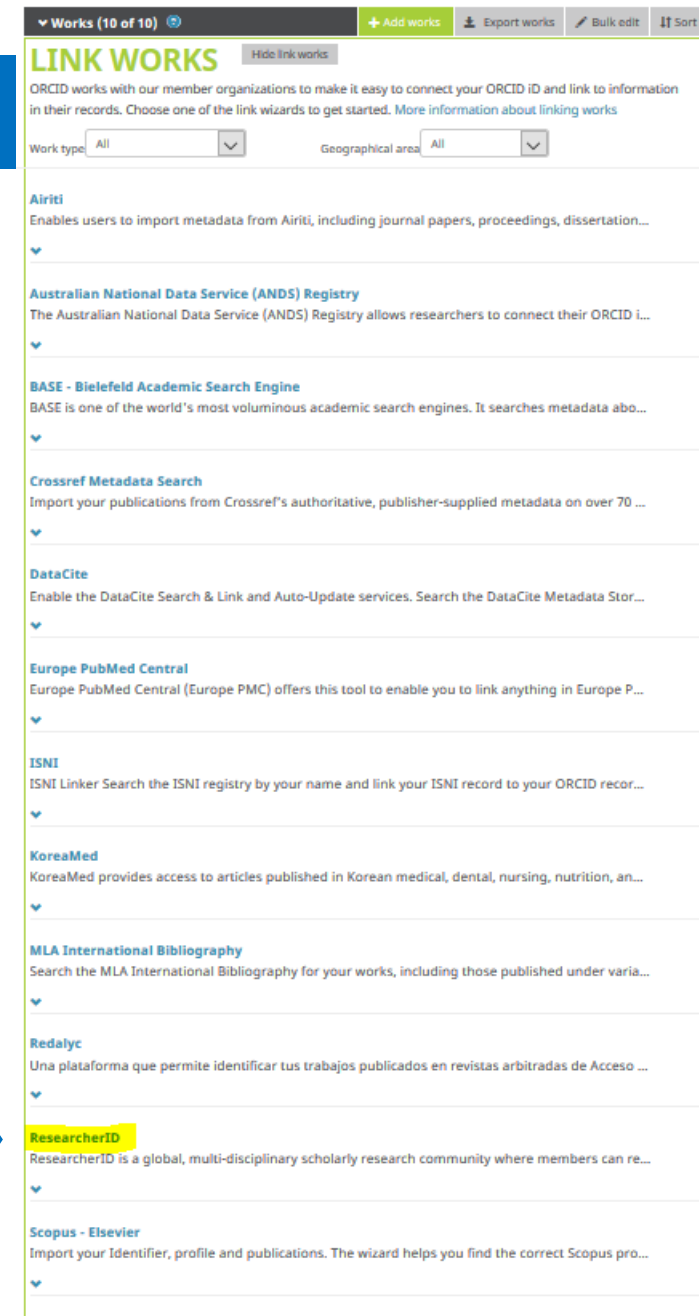 Works (10 of 10)
Add works
Export works
Bulk edit
Sort
LINK WORKS
Hide link works
ORCID works with our member organizations to make it easy to connect your ORCID iD and link to information
in their records. Choose one of the link wizards to get started. More information about linking works
Work type All
Geographical area All
Airiti
Enables users to import metadata from Airiti, including journal papers, proceedings, dissertation...
Australian National Data Service (ANDS) Registry
The Australian National Data Service (ANDS) Registry allows researchers to connect their ORCID i...
BASE - Bielefeld Academic Search Engine
BASE is one of the world's most voluminous academic search engines. It searches metadata abo...
Crossref Metadata Search
Import your publications from Crossref's authoritative, publisher-supplied metadata on over 70 ...
DataCite
Enable the DataCite Search & Link and Auto-Update services. Search the DataCite Metadata Stor...
Europe PubMed Central
Europe PubMed Central (Europe PMC) offers this tool to enable you to link anything in Europe P...
ISNI
ISNI Linker Search the ISNI registry by your name and link your ISNI record to your ORCID recor...
KoreaMed
KoreaMed provides access to articles published in Korean medical, dental, nursing, nutrition, an...
MLA International Bibliography
Search the MLA International Bibliography for your works, including those published under varia...
Redalyc
Una plataforma que permite identificar tus trabajos publicados en revistas arbitradas de Acceso ...
ResearcherID
ResearcherID is a global, multi-disciplinary scholarly research community where members can re...
Scopus - Elsevier
Import your Identifier, profile and publications. The wizard helps you find the correct Scopus pro...